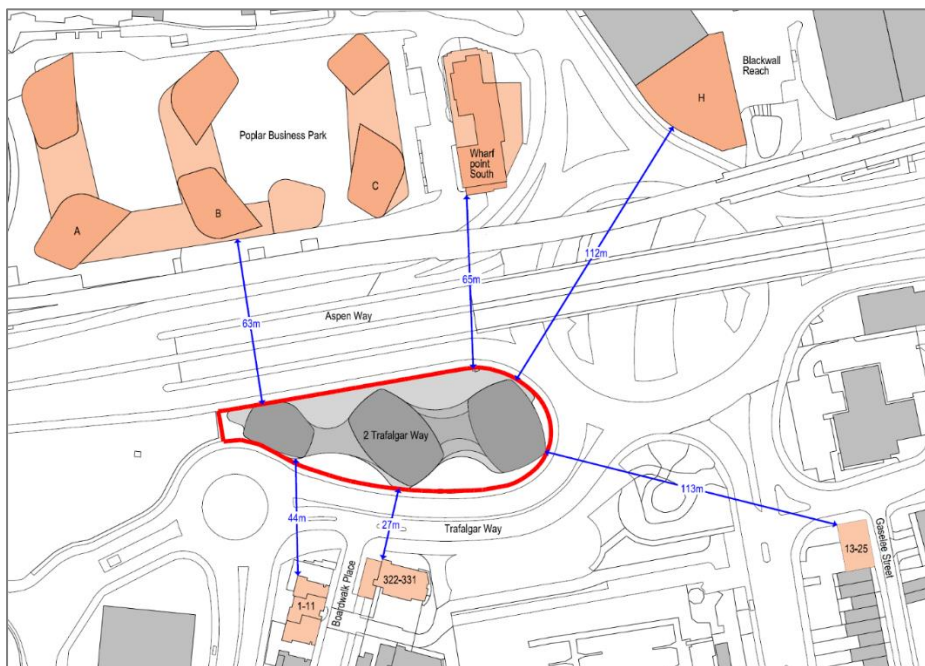 Blackwall
Reach
H
Poplar Business Park
Wharf
point
South
C
B
A
112m
65m
63m
Aspen Way
2 Trafalgar Way
113m
44m
27m
Trafalgar Way
Gaselee Street
13-25
322-331
1-11
Boardwalk Place